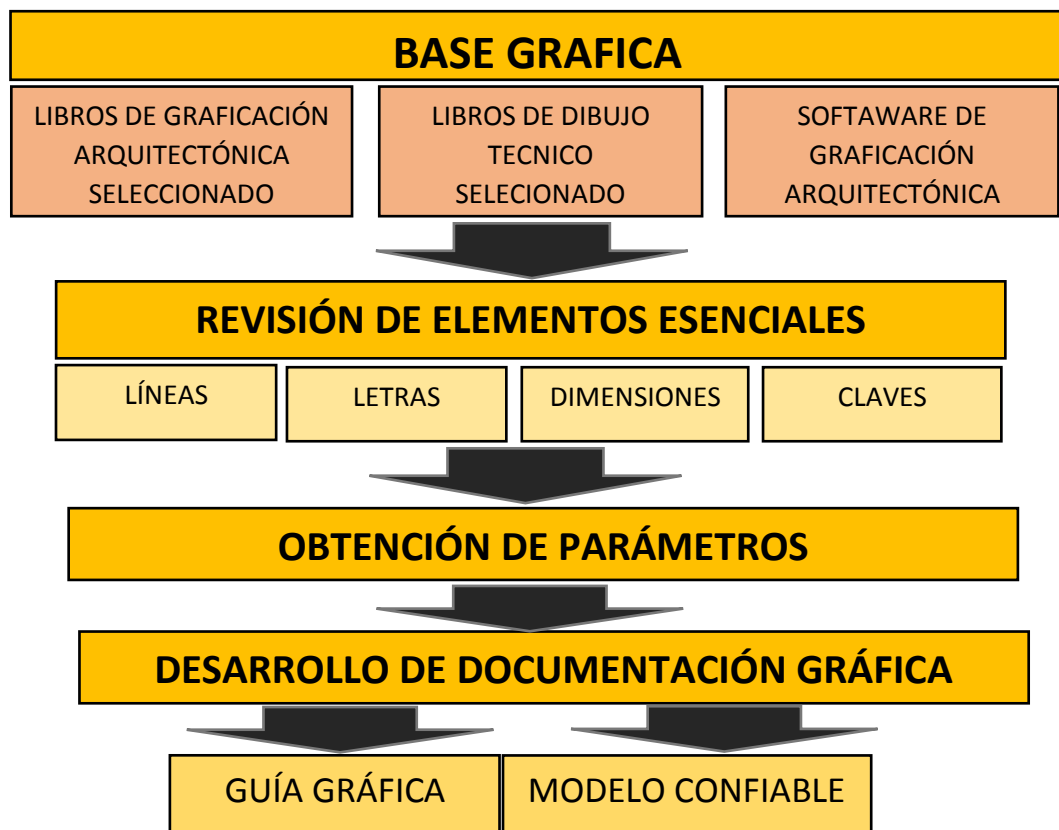 BASE GRAFICA
LIBROS DE GRAFICACIÓN
ARQUITECTÓNICA
SELECCIONADO
LIBROS DE DIBUJO
TECNICO
SELECIONADO
SOFTAWARE DE
GRAFICACIÓN
ARQUITECTÓNICA
REVISIÓN DE ELEMENTOS ESENCIALES
LÍNEAS
LETRAS
DIMENSIONES
CLAVES
OBTENCIÓN DE PARÁMETROS
DESARROLLO DE DOCUMENTACIÓN GRÁFICA
GUÍA GRÁFICA
MODELO CONFIABLE